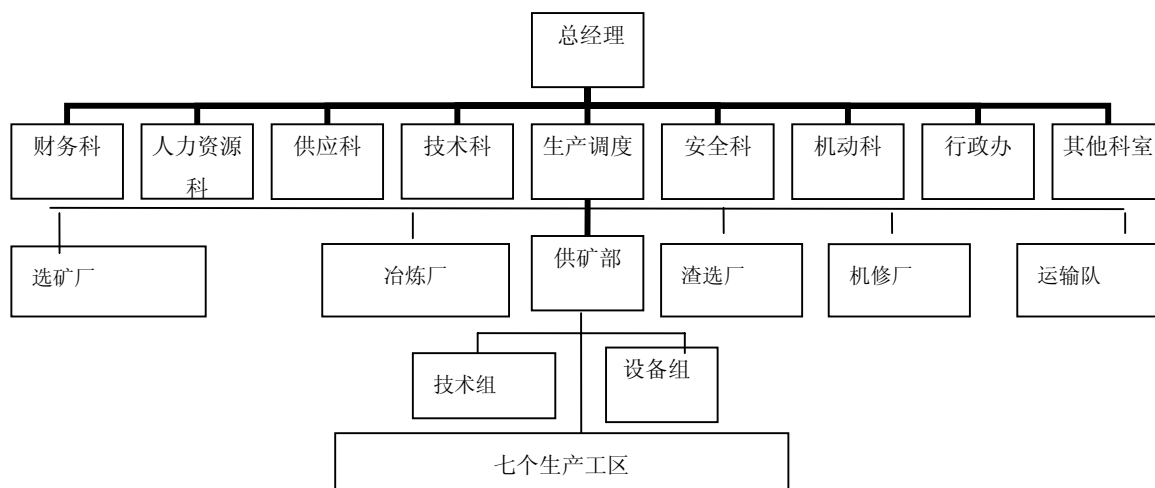 总经理
财务科
人力资源
科
供应科
技术科
生产调度
安全科
机动科
行政办
其他科室
选矿厂
冶炼厂
供矿部
渣选厂
机修厂
运输队
技术组
设备组
七个生产工区